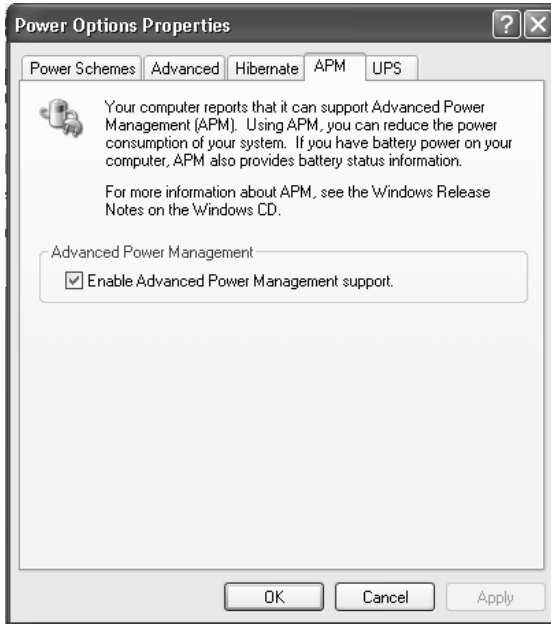 Power Options Properties
Power Schemes Advanced Hibernate APM UPS
Your computer reports that it can support Advanced Power
Management (APM). Using APM, you can reduce the power
consumption of your system. If you have battery power on your
computer, APM also provides battery status information.
For more information about APM, see the Windows Release
Notes on the Windows CD.
Advanced Power Management
Enable Advanced Power Management support.
OK Cancel Apply